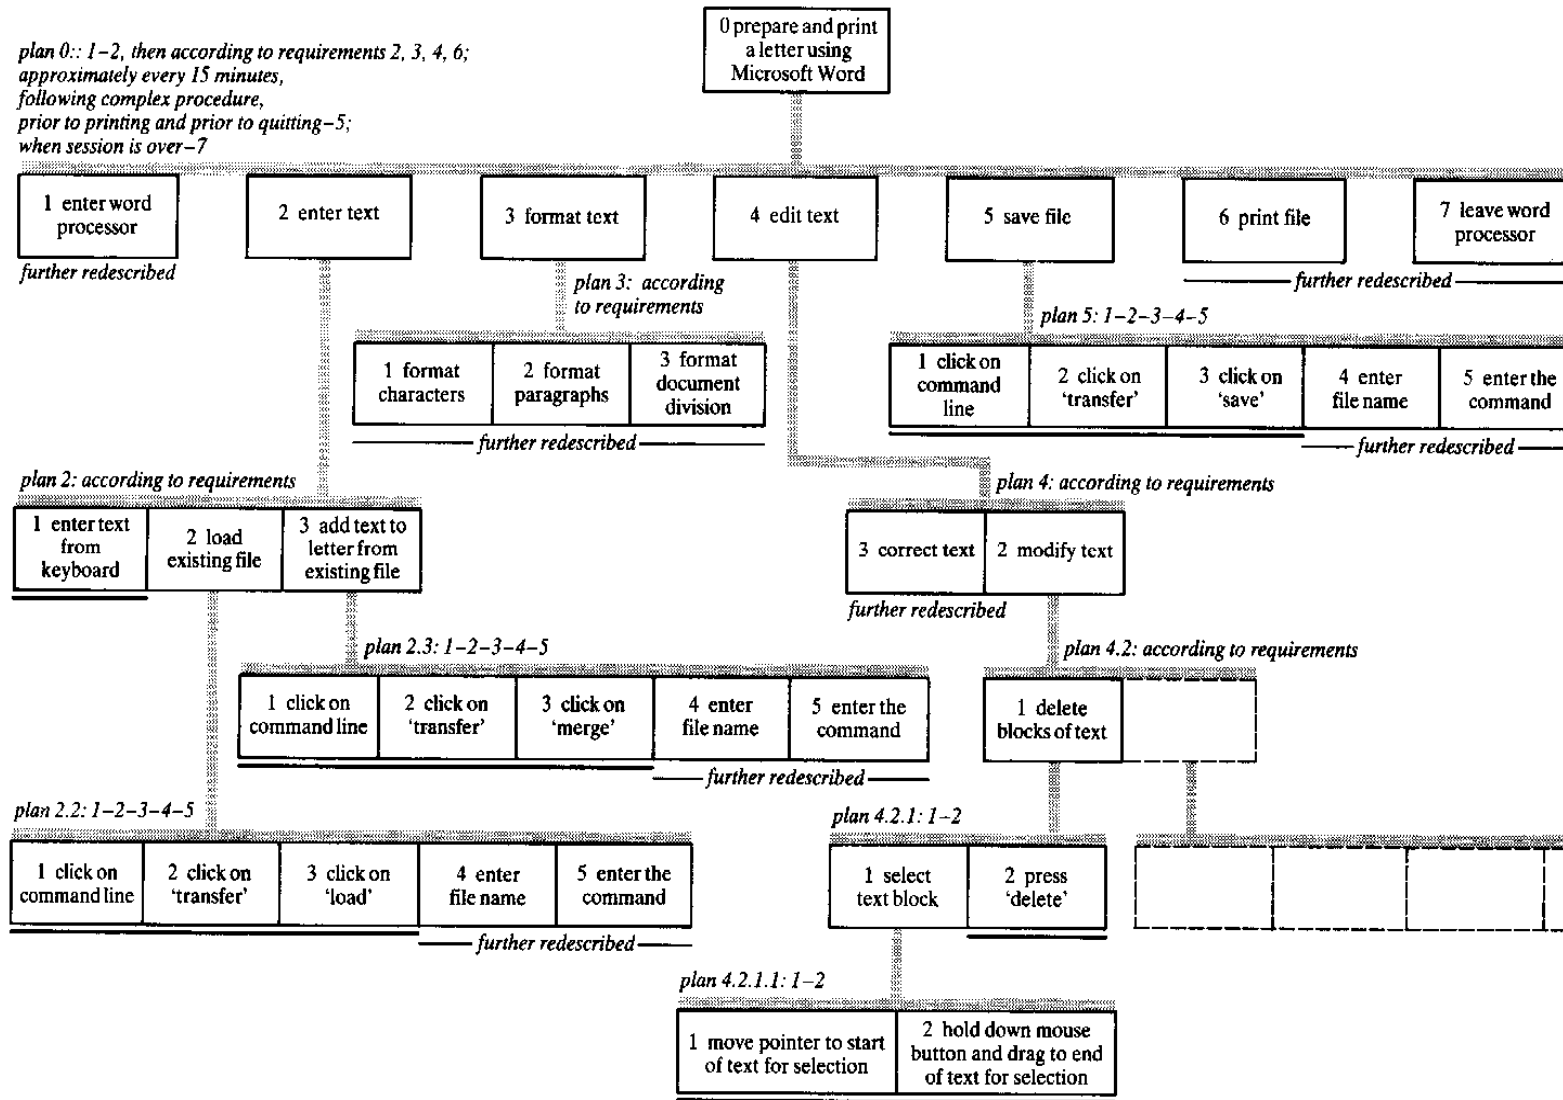 0 prepare and print
a letter using
Microsoft Word
plan 0:: 1–2, then according to requirements 2, 3, 4, 6;
approximately every 15 minutes,
following complex procedure,
prior to printing and prior to quitting–5;
when session is over–7
1 enter word
processor
2 enter text
3 format text
4 edit text
5 save file
6 print file
7 leave word
processor
further redescribed
further redescribed
plan 3: according
to requirements
plan 5: 1–2–3–4–5
1 format
characters
2 format
paragraphs
3 format
document
division
further redescribed
1 click on
command
line
2 click on
‘transfer’
3 click on
‘save’
4 enter
file name
5 enter the
command
further redescribed
plan 2: according to requirements
1 enter text
from
keyboard
2 load
existing file
3 add text to
letter from
existing file
plan 4: according to requirements
3 correct text
2 modify text
further redescribed
plan 2.3: 1–2–3–4–5
1 click on
command line
2 click on
‘transfer’
3 click on
‘merge’
4 enter
file name
5 enter the
command
further redescribed
plan 4.2: according to requirements
1 delete
blocks of text
plan 2.2: 1–2–3–4–5
1 click on
command line
2 click on
‘transfer’
3 click on
‘load’
4 enter
file name
5 enter the
command
further redescribed
plan 4.2.1: 1–2
1 select
text block
2 press
‘delete’
plan 4.2.1.1: 1–2
1 move pointer to start
of text for selection
2 hold down mouse
button and drag to end
of text for selection